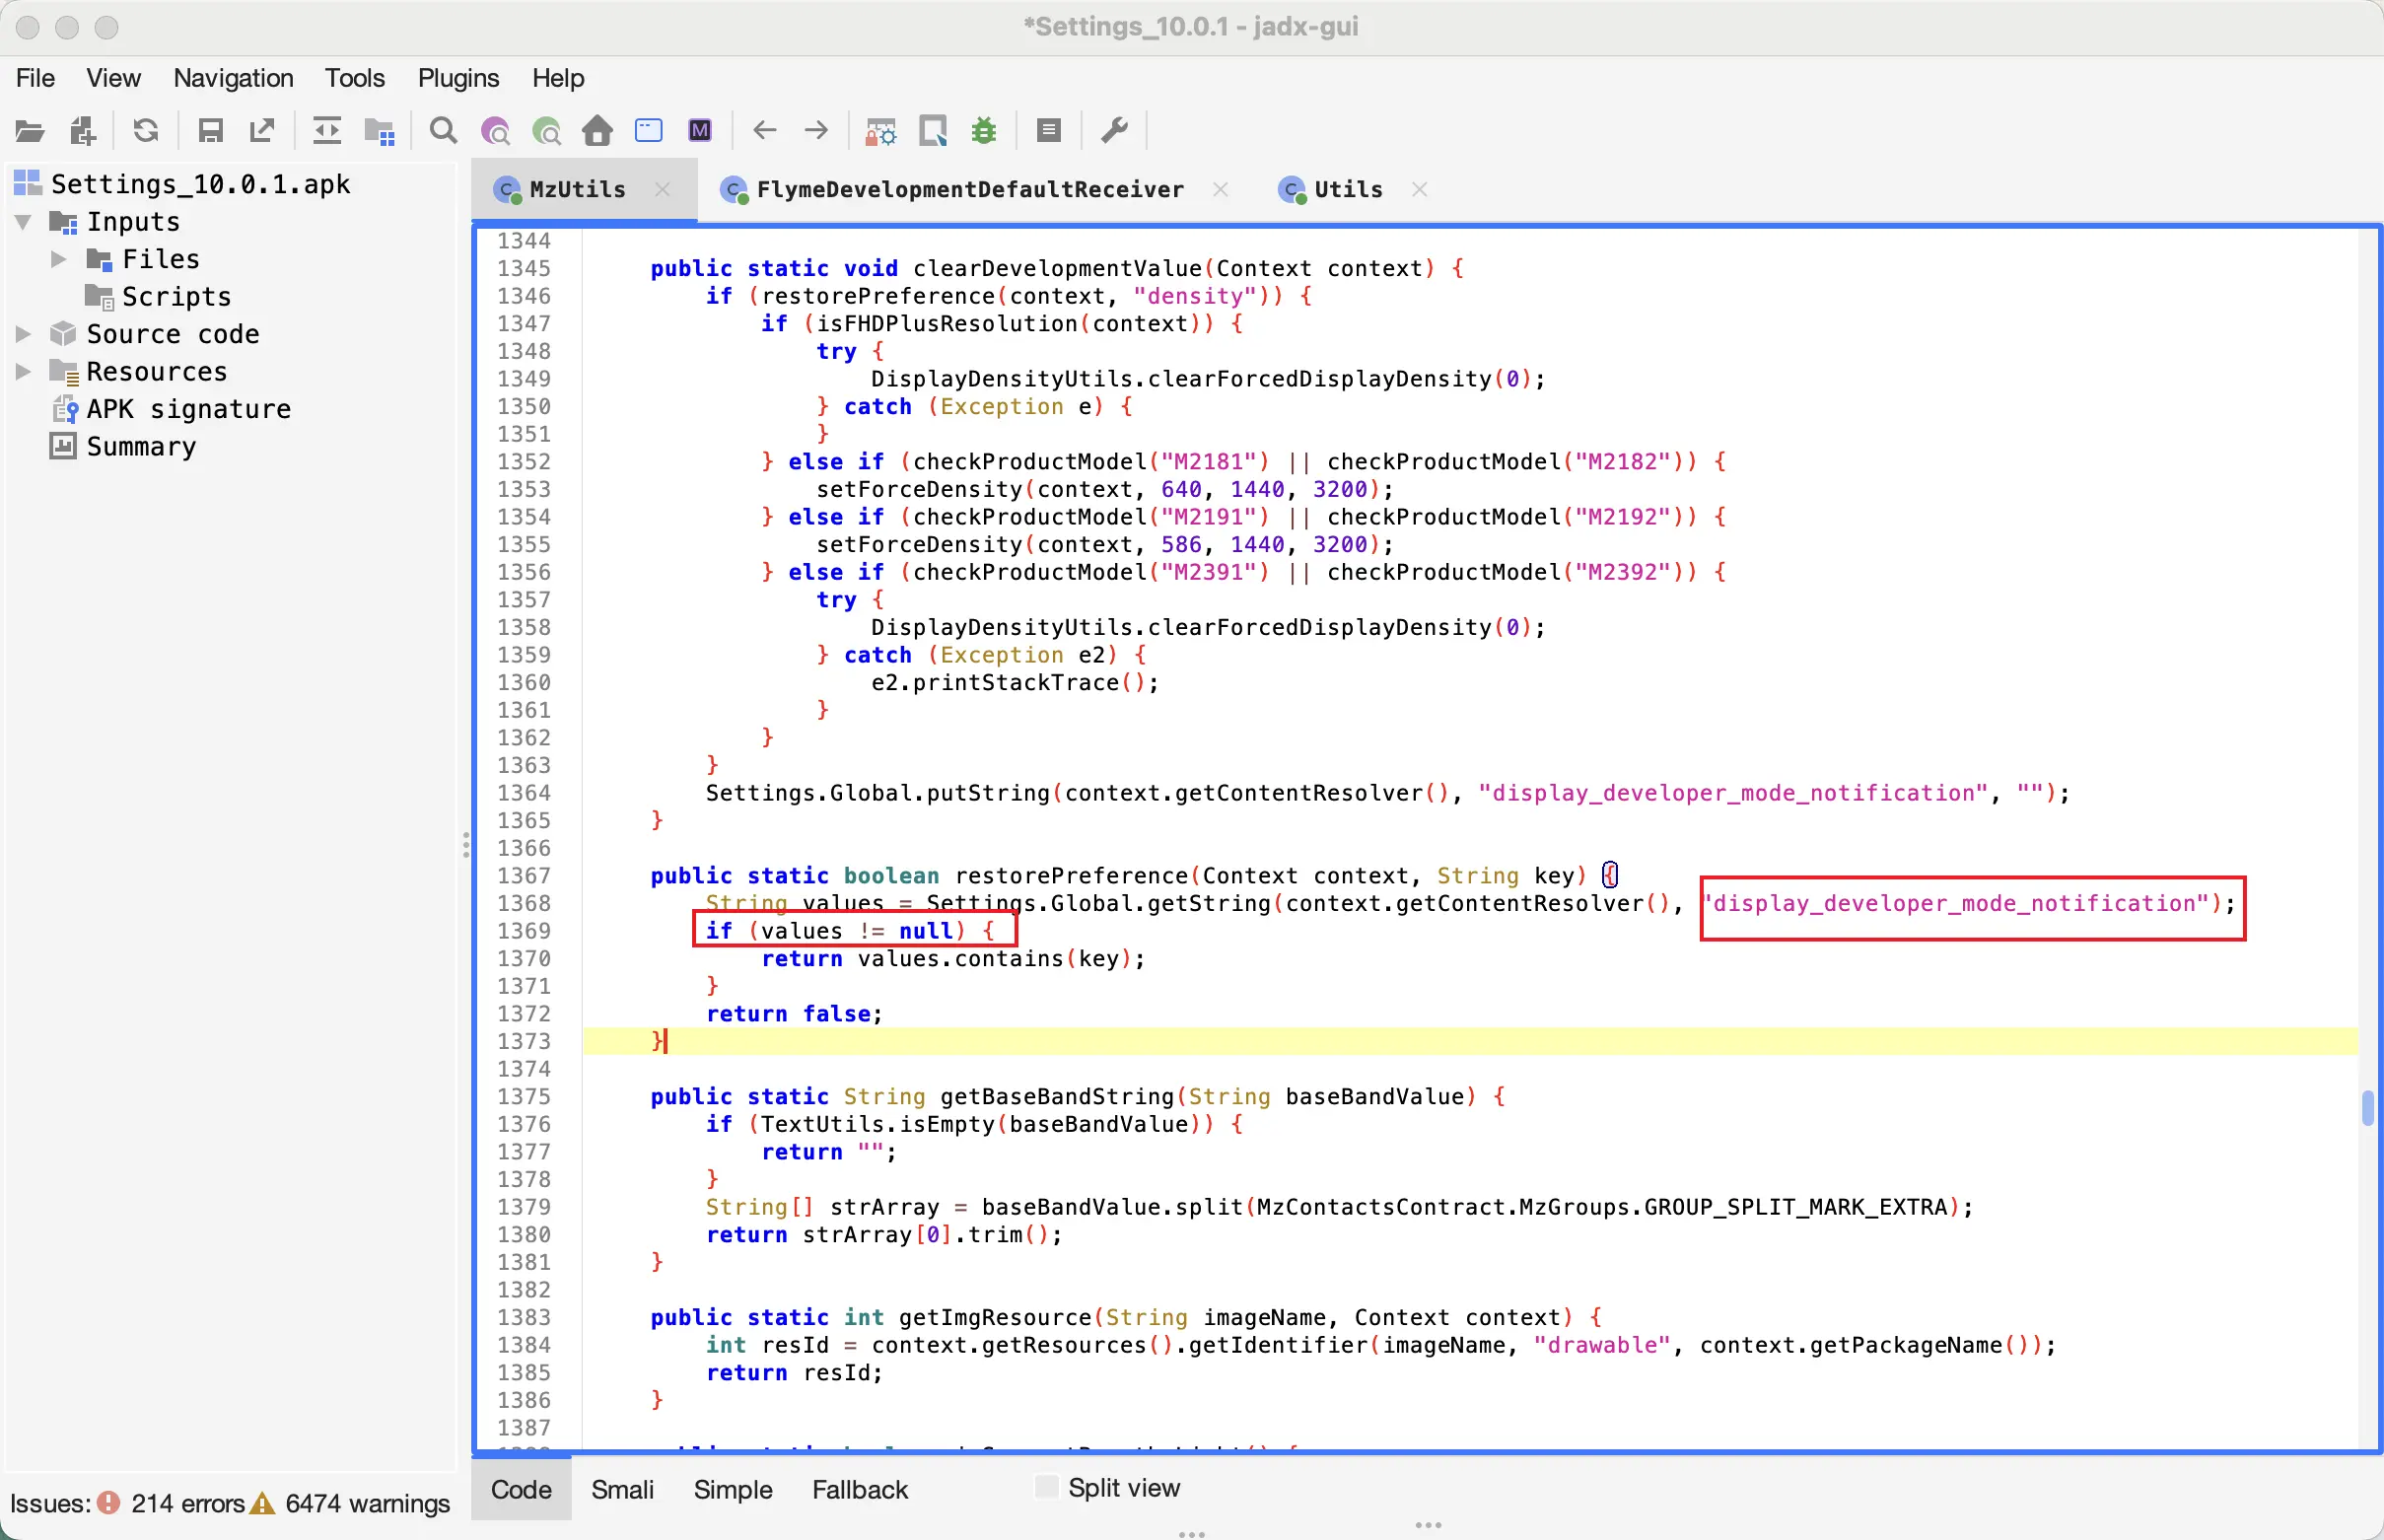 *Settings_10.0.1 - jadx-gui
File View Navigation Tools Plugins Help
Settings_10.0.1.apk
Inputs
Files
Scripts
Source code
Resources
APK signature
Summary
MzUtils FlymeDevelopmentDefaultReceiver Utils
1344
1345 public static void clearDevelopmentValue(Context context) {
1346 if (restorePreference(context, "density")) {
1347 if (isFHDPlusResolution(context)) {
1348 try {
1349 DisplayDensityUtils.clearForcedDisplayDensity(0);
1350 } catch (Exception e) {
1351 }
1352 } else if (checkProductModel("M2181") || checkProductModel("M2182")) {
1353 setForceDensity(context, 640, 1440, 3200);
1354 } else if (checkProductModel("M2191") || checkProductModel("M2192")) {
1355 setForceDensity(context, 586, 1440, 3200);
1356 } else if (checkProductModel("M2391") || checkProductModel("M2392")) {
1357 try {
1358 DisplayDensityUtils.clearForcedDisplayDensity(0);
1359 } catch (Exception e2) {
1360 e2.printStackTrace();
1361 }
1362 }
1363 }
1364 Settings.Global.putString(context.getContentResolver(), "display_developer_mode_notification", "");
1365 }
1366
1367 public static boolean restorePreference(Context context, String key) {
1368 String values = Settings.Global.getString(context.getContentResolver(), "display_developer_mode_notification");
1369 if (values != null) {
1370 return values.contains(key);
1371 }
1372 return false;
1373 }
1374
1375 public static String getBaseBandString(String baseBandValue) {
1376 if (TextUtils.isEmpty(baseBandValue)) {
1377 return "";
1378 }
1379 String[] strArray = baseBandValue.split(MzContactsContract.MzGroups.GROUP_SPLIT_MARK_EXTRA);
1380 return strArray[0].trim();
1381 }
1382
1383 public static int getImgResource(String imageName, Context context) {
1384 int resId = context.getResources().getIdentifier(imageName, "drawable", context.getPackageName());
1385 return resId;
1386 }
1387
Code Smali Simple Fallback Split view
Issues: 214 errors 6474 warnings